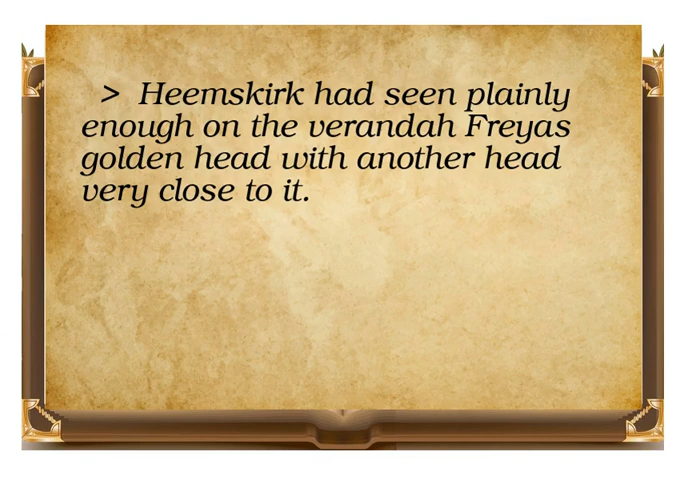 > Heemskirk had seen plainly
enough on the verandah Freyas
golden head with another head
very close to it.